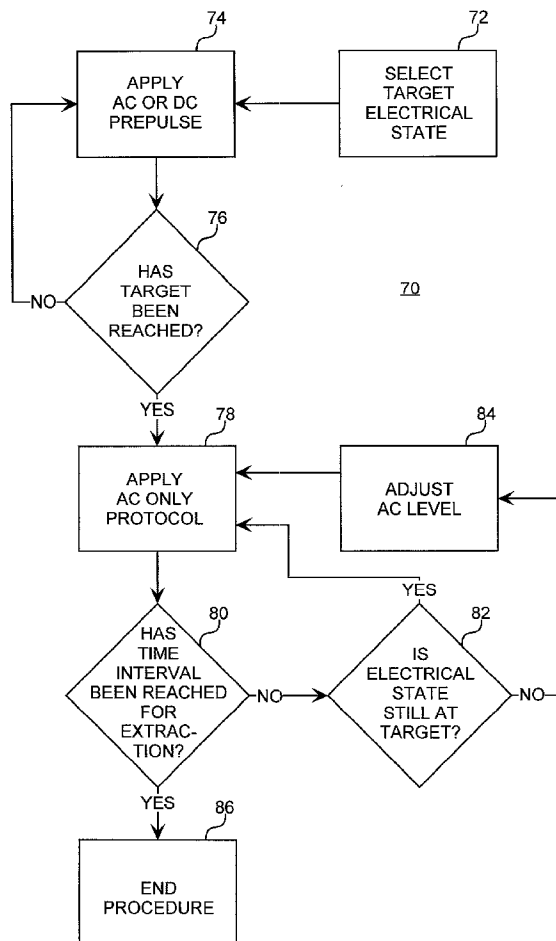 74
APPLY
AC OR DC
PREPULSE
72
SELECT
TARGET
ELECTRICAL
STATE
76
HAS
TARGET
BEEN
REACHED?
NO
70
YES
78
APPLY
AC ONLY
PROTOCOL
84
ADJUST
AC LEVEL
80
HAS
TIME
INTERVAL
BEEN REACHED
FOR
EXTRAC-
TION?
NO
YES
82
IS
ELECTRICAL
STATE
STILL AT
TARGET?
NO
YES
86
END
PROCEDURE